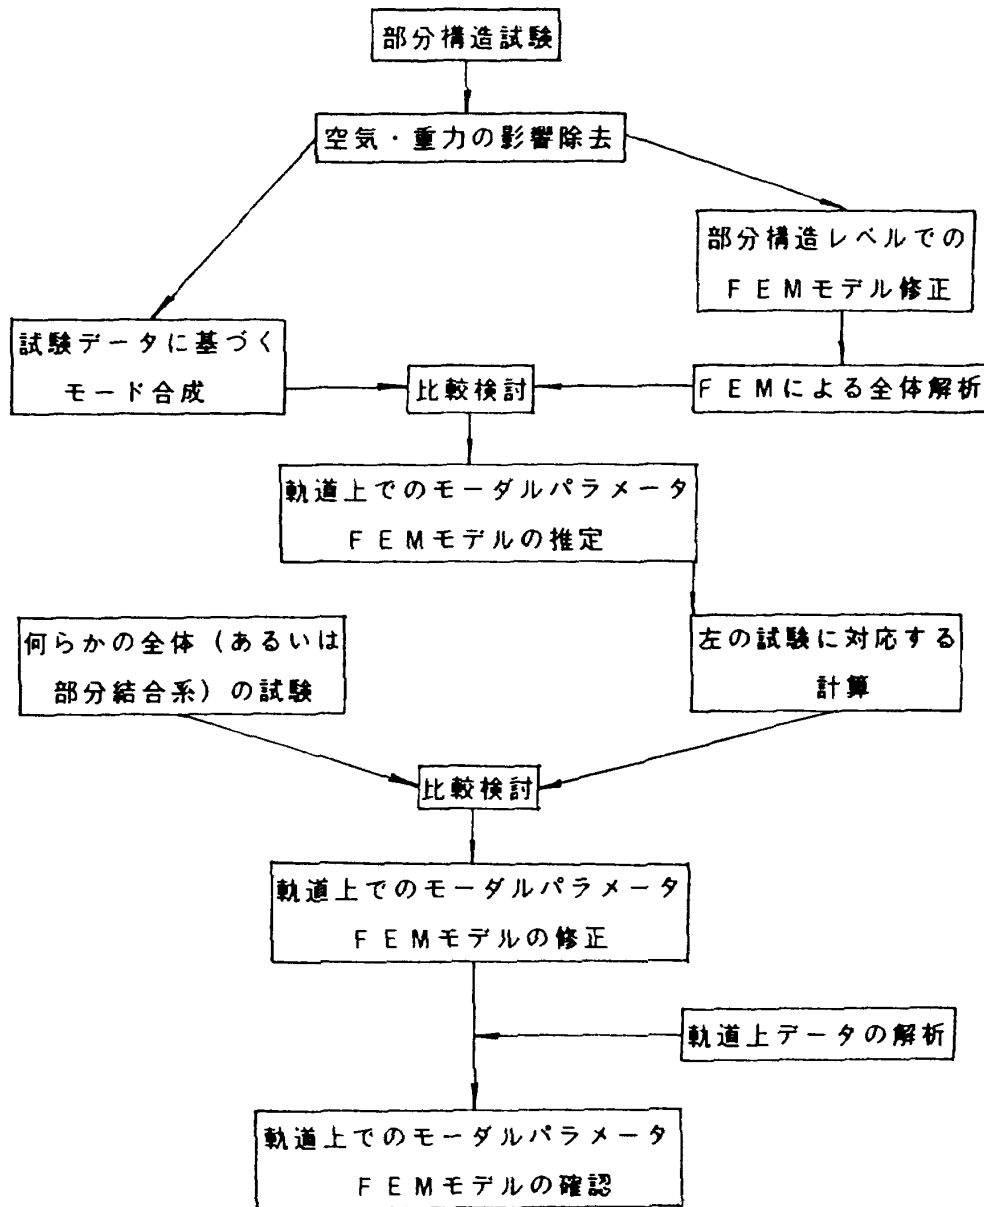 部分構造試験
空気・重力の影響除去
部分構造レベルでの
FEMモデル修正
試験データに基づく
モード合成
比較検討
FEMによる全体解析
軌道上でのモーダルパラメータ
FEMモデルの推定
何らかの全体（あるいは
部分結合系）の試験
左の試験に対応する
計算
比較検討
軌道上でのモーダルパラメータ
FEMモデルの修正
軌道上データの解析
軌道上でのモーダルパラメータ
FEMモデルの確認